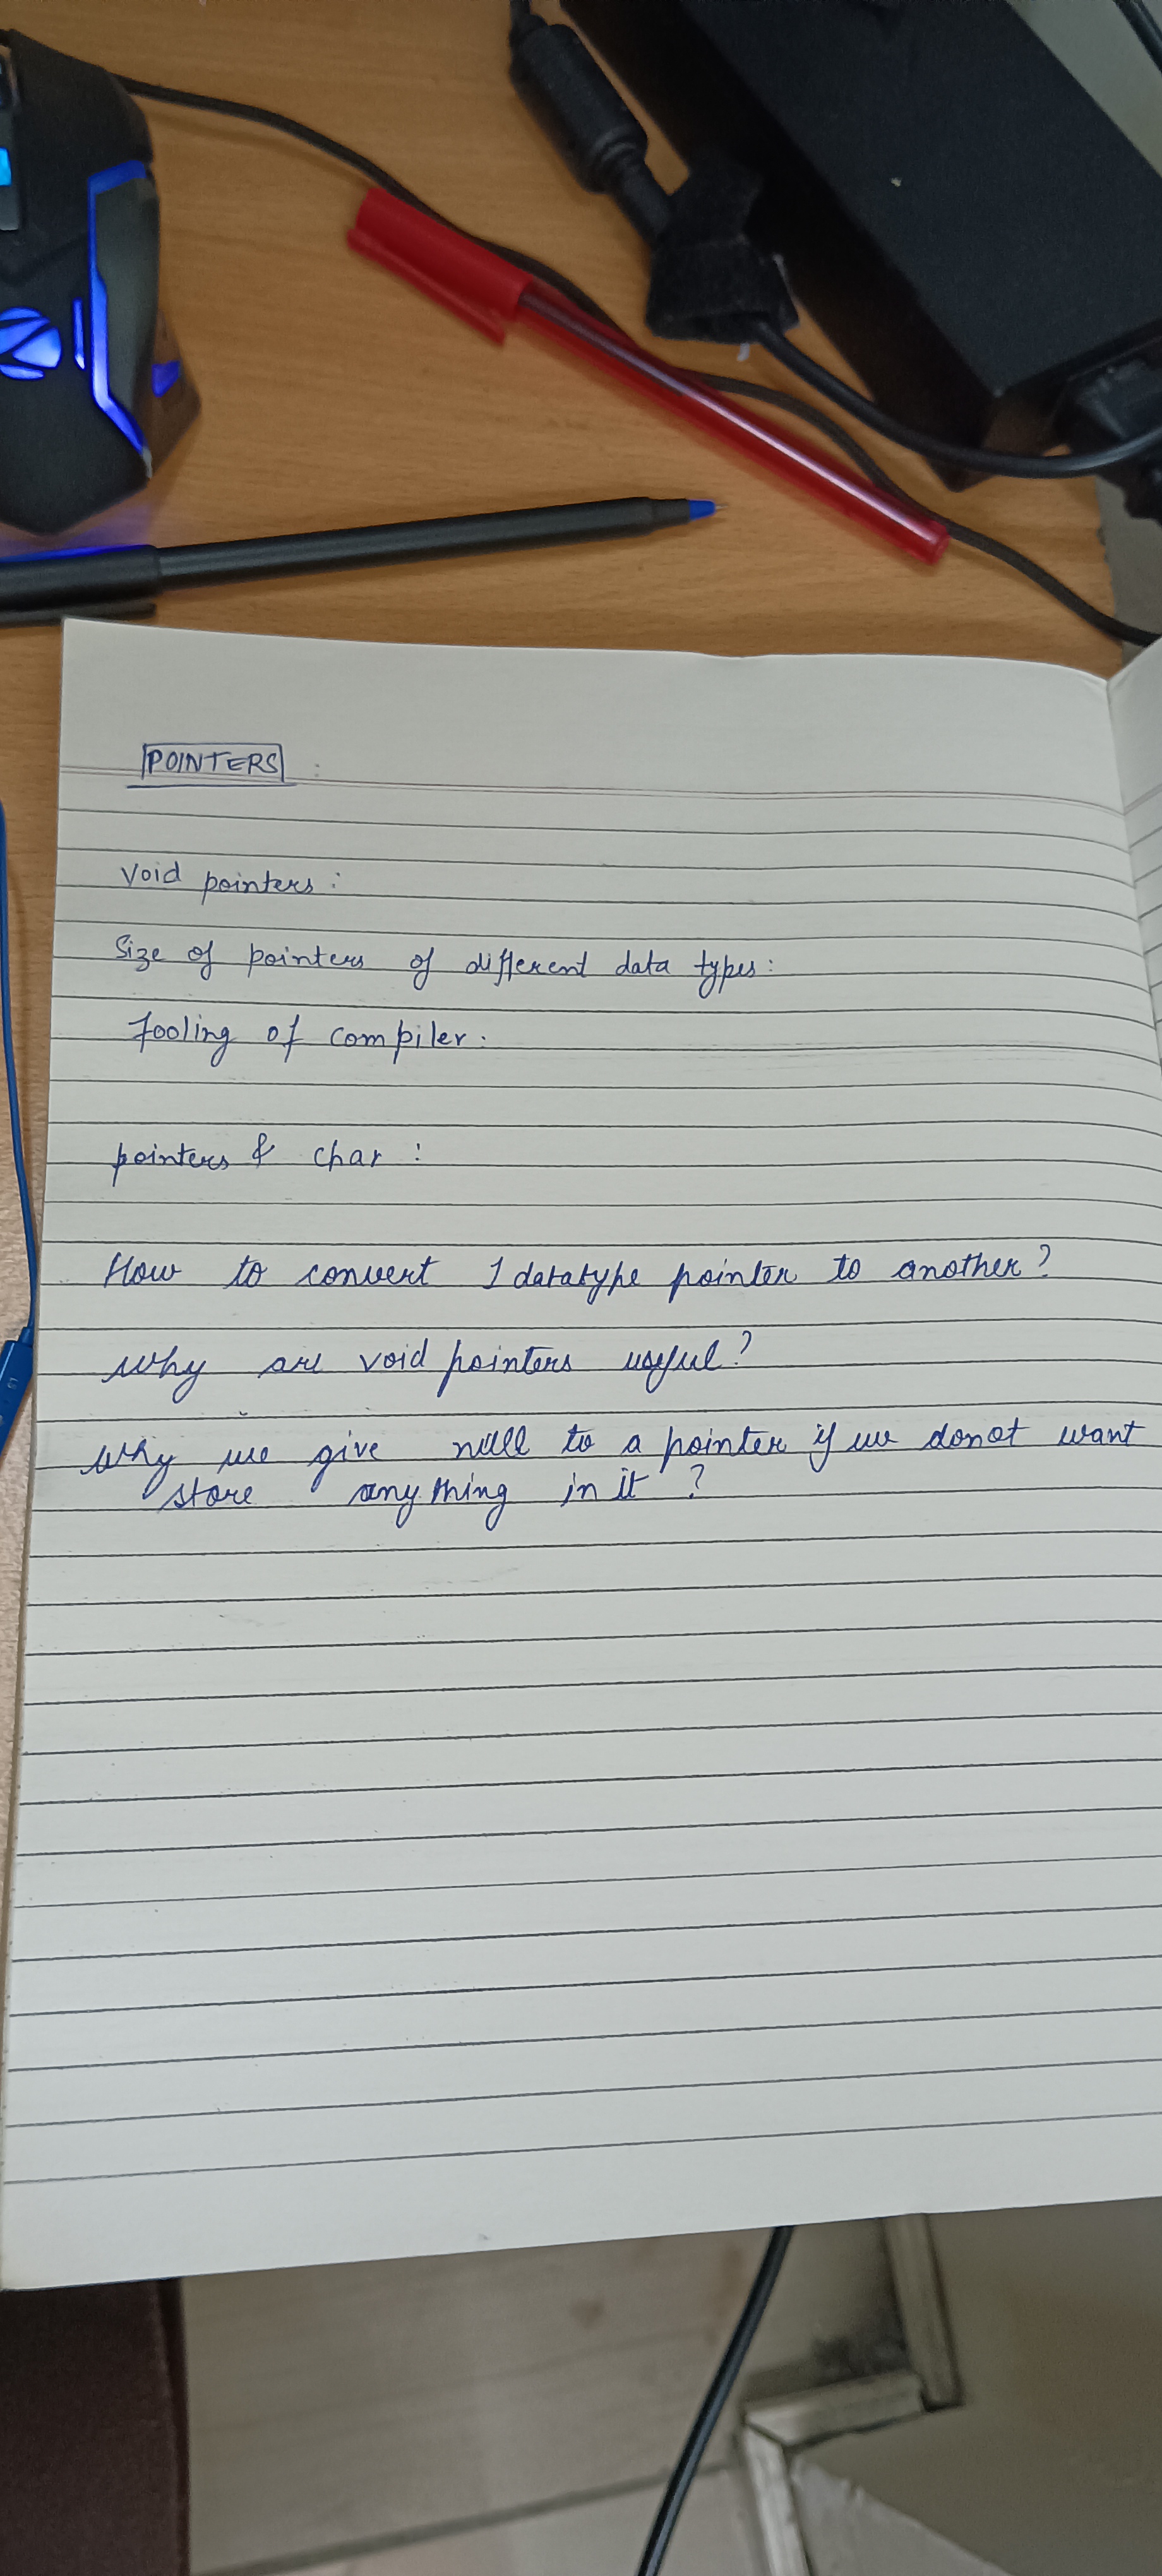 POINTERS :
Void pointers :
Size of pointers of different data types :
Fooling of compiler.
pointers & char :
How to convert 1 datatype pointer to another?
Why are void pointers useful?
Why we give null to a pointer if we donot want
store anything in it ?